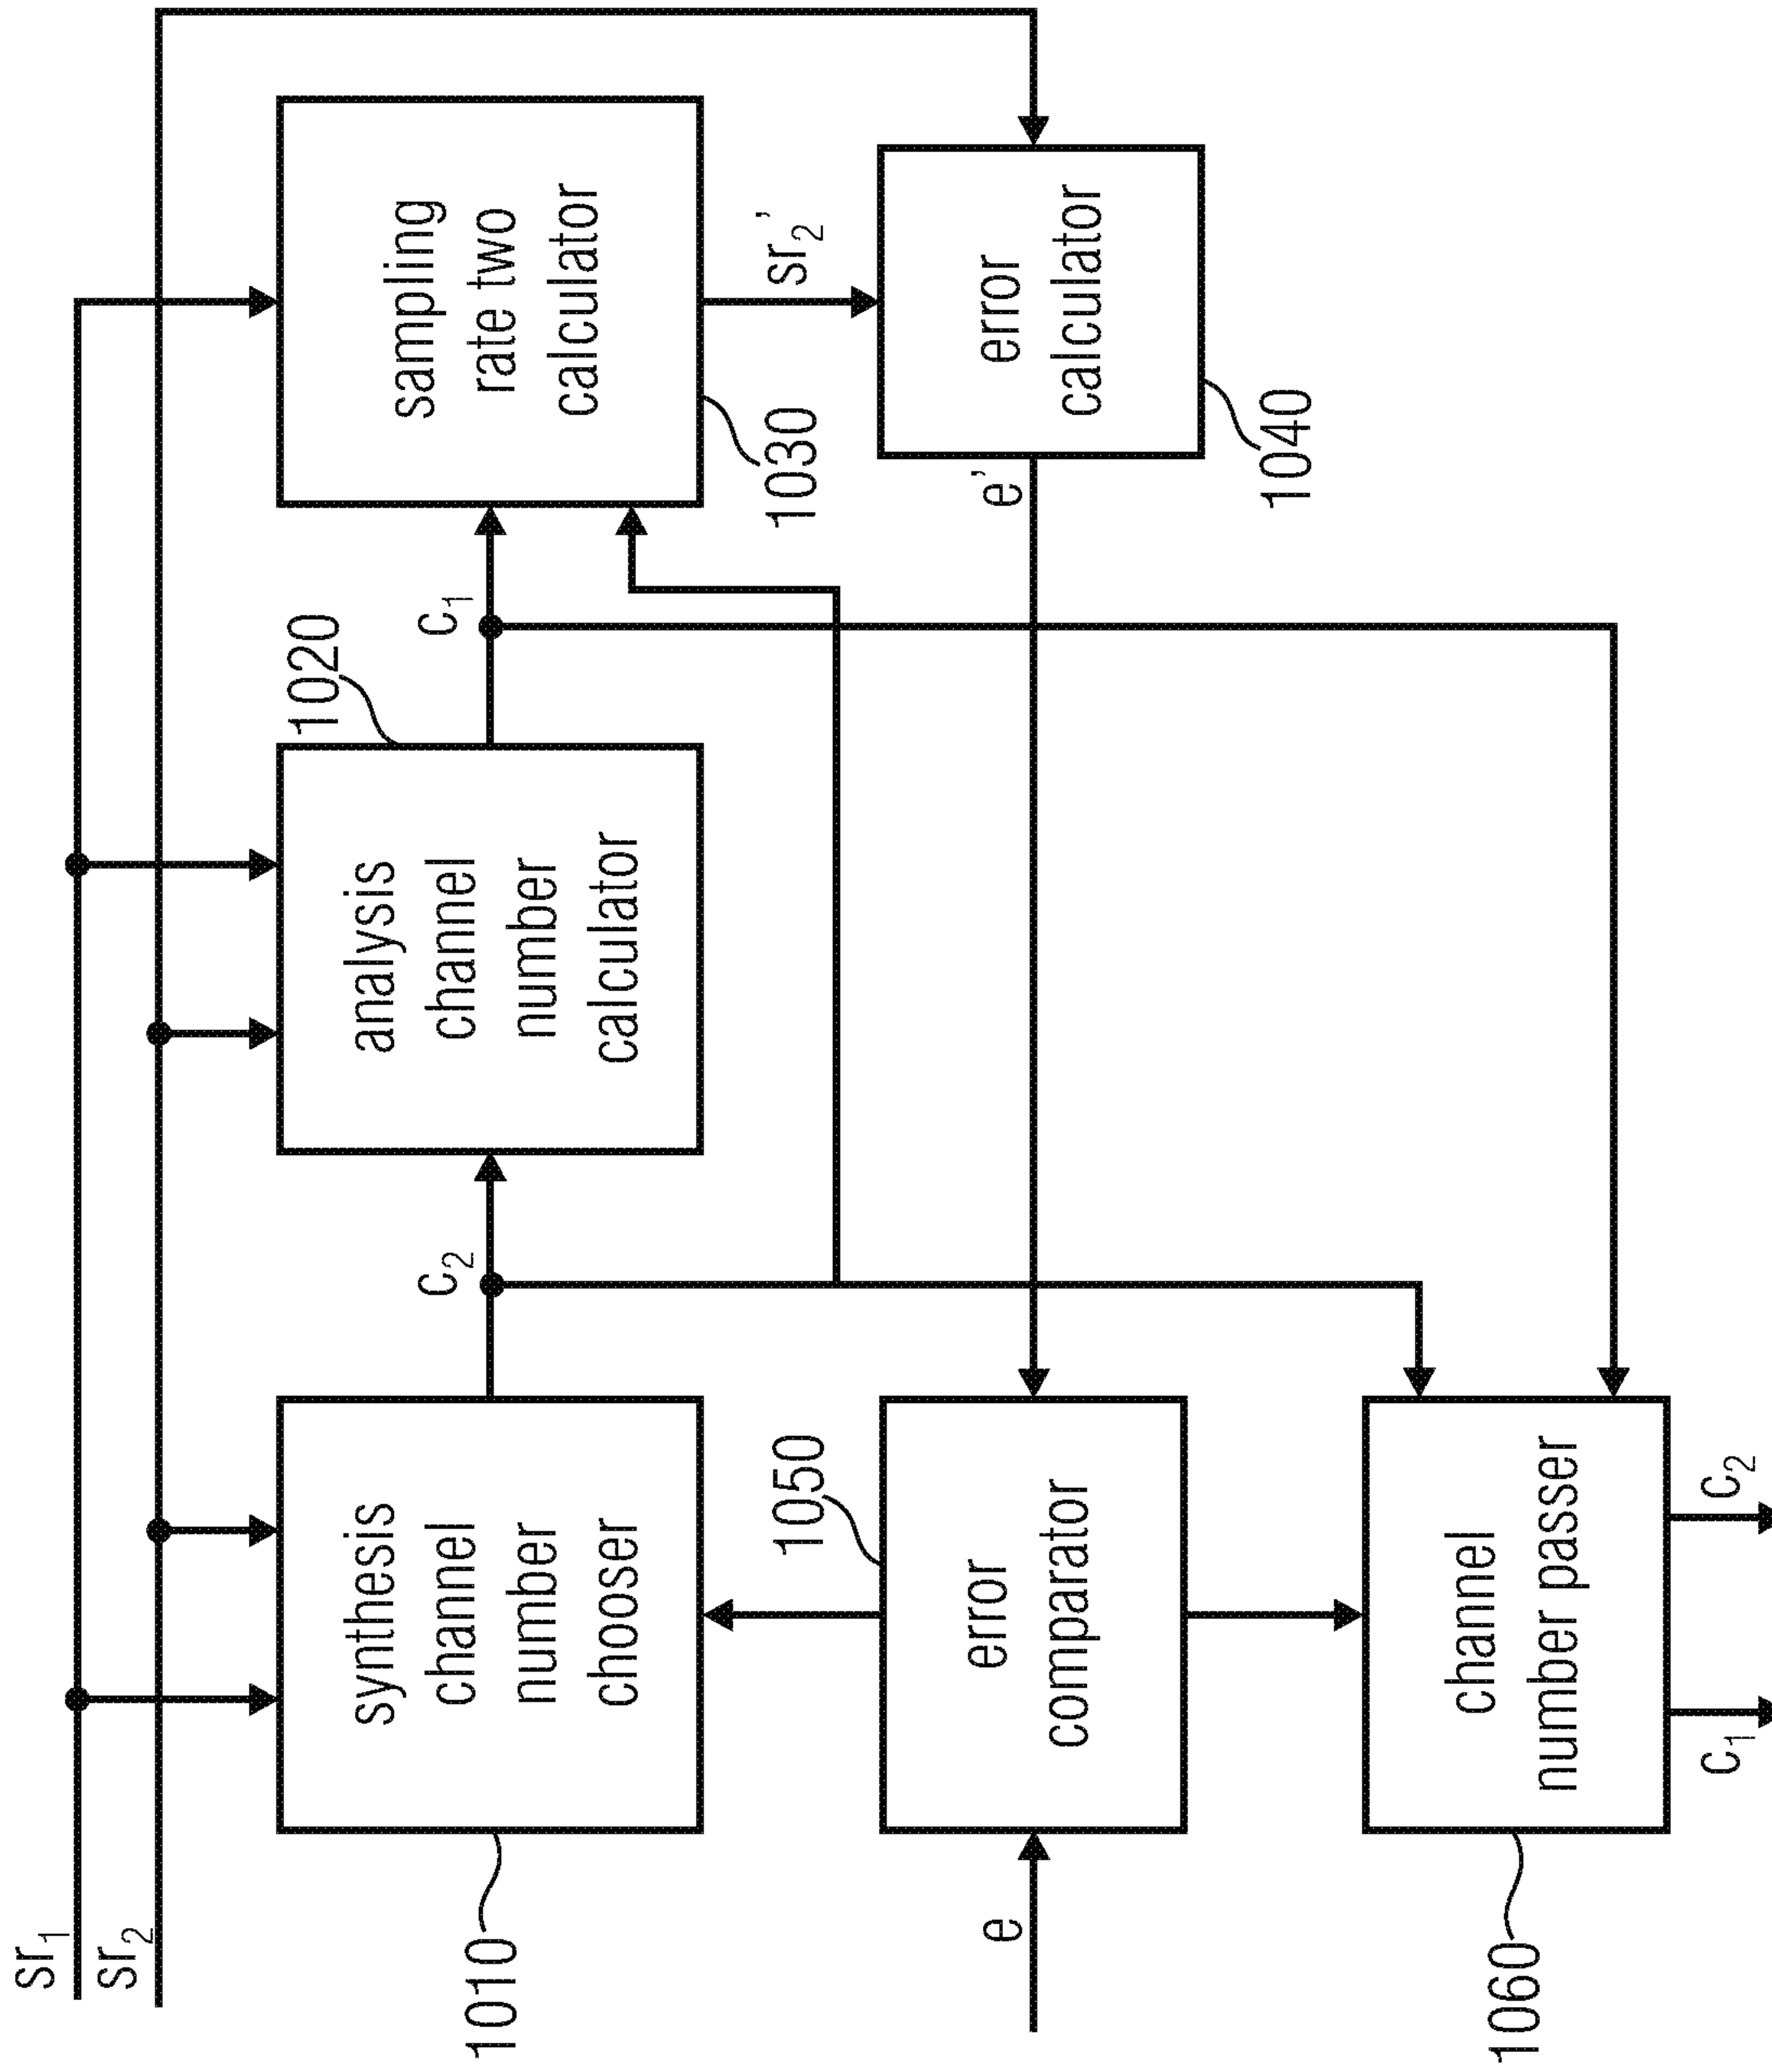 sr1
sr2
synthesis
channel
number
chooser
1010
c2
analysis
channel
number
calculator
1020
c1
sampling
rate two
calculator
1030
sr2'
e
error
comparator
1050
e'
error
calculator
1040
channel
number passer
1060
c1
c2